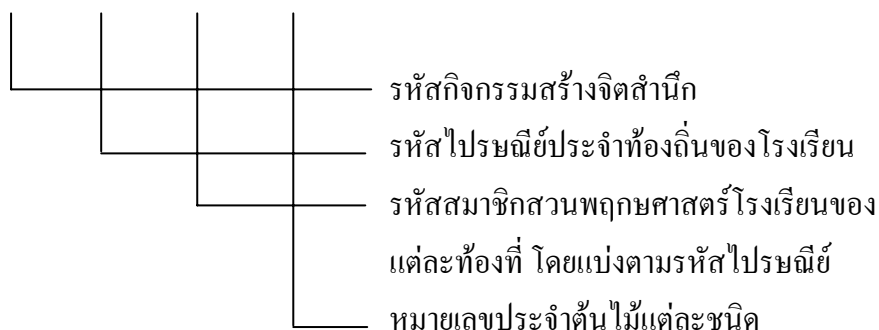 รหัสกิจกรรมสร้างจิตสำนึก
รหัสไปรษณีย์ประจำท้องถิ่นของโรงเรียน
รหัสสมาชิกสวนพฤกษศาสตร์โรงเรียนของ
แต่ละท้องที่ โดยแบ่งตามรหัสไปรษณีย์
หมายเลขประจำต้นไม้แต่ละชนิด